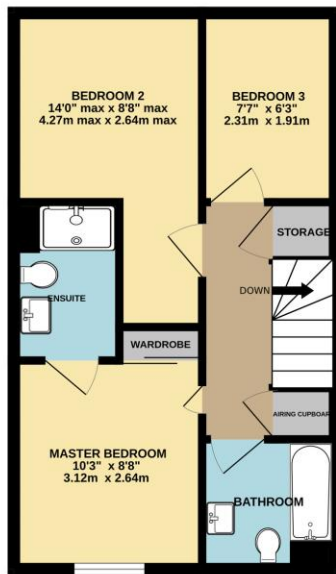 BEDROOM 2
14'0" max x 8'8" max
4.27m max x 2.64m max
BEDROOM 3
7'7" x 6'3"
2.31m x 1.91m
STORAGE
DOWN
ENSUITE
WARDROBE
AIRING CUPBOARD
MASTER BEDROOM
10'3" x 8'8"
3.12m x 2.64m
BATHROOM